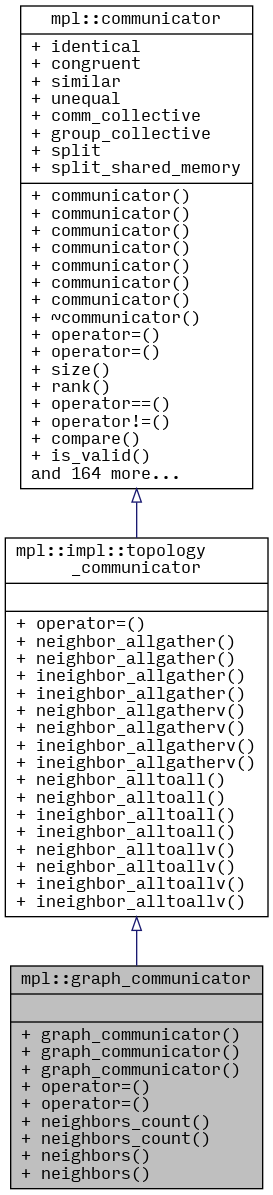 mpl::communicator
+ identical
+ congruent
+ similar
+ unequal
+ comm_collective
+ group_collective
+ split
+ split_shared_memory
+ communicator()
+ communicator()
+ communicator()
+ communicator()
+ communicator()
+ communicator()
+ communicator()
+ ~communicator()
+ operator=()
+ operator=()
+ size()
+ rank()
+ operator==()
+ operator!=()
+ compare()
+ is_valid()
and 164 more...
mpl::impl::topology
_communicator
+ operator=()
+ neighbor_allgather()
+ neighbor_allgather()
+ ineighbor_allgather()
+ ineighbor_allgather()
+ neighbor_allgatherv()
+ neighbor_allgatherv()
+ ineighbor_allgatherv()
+ ineighbor_allgatherv()
+ neighbor_alltoall()
+ neighbor_alltoall()
+ ineighbor_alltoall()
+ ineighbor_alltoall()
+ neighbor_alltoallv()
+ neighbor_alltoallv()
+ ineighbor_alltoallv()
+ ineighbor_alltoallv()
mpl::graph_communicator
+ graph_communicator()
+ graph_communicator()
+ graph_communicator()
+ operator=()
+ operator=()
+ neighbors_count()
+ neighbors_count()
+ neighbors()
+ neighbors()